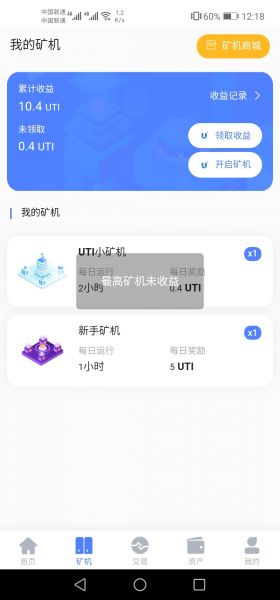 中国联通 中国联通 46 46 1.2 K/s 60% 12:18
我的矿机 矿机商城
累计收益
10.4 UTI 收益记录
未领取
0.4 UTI 领取收益
开启矿机
我的矿机
UTI小矿机 x1
每日运行 每日奖励
2小时 0.4 UTI
最高矿机未收益
新手矿机 x1
每日运行 每日奖励
1小时 5 UTI
首页 矿机 交易 资产 我的